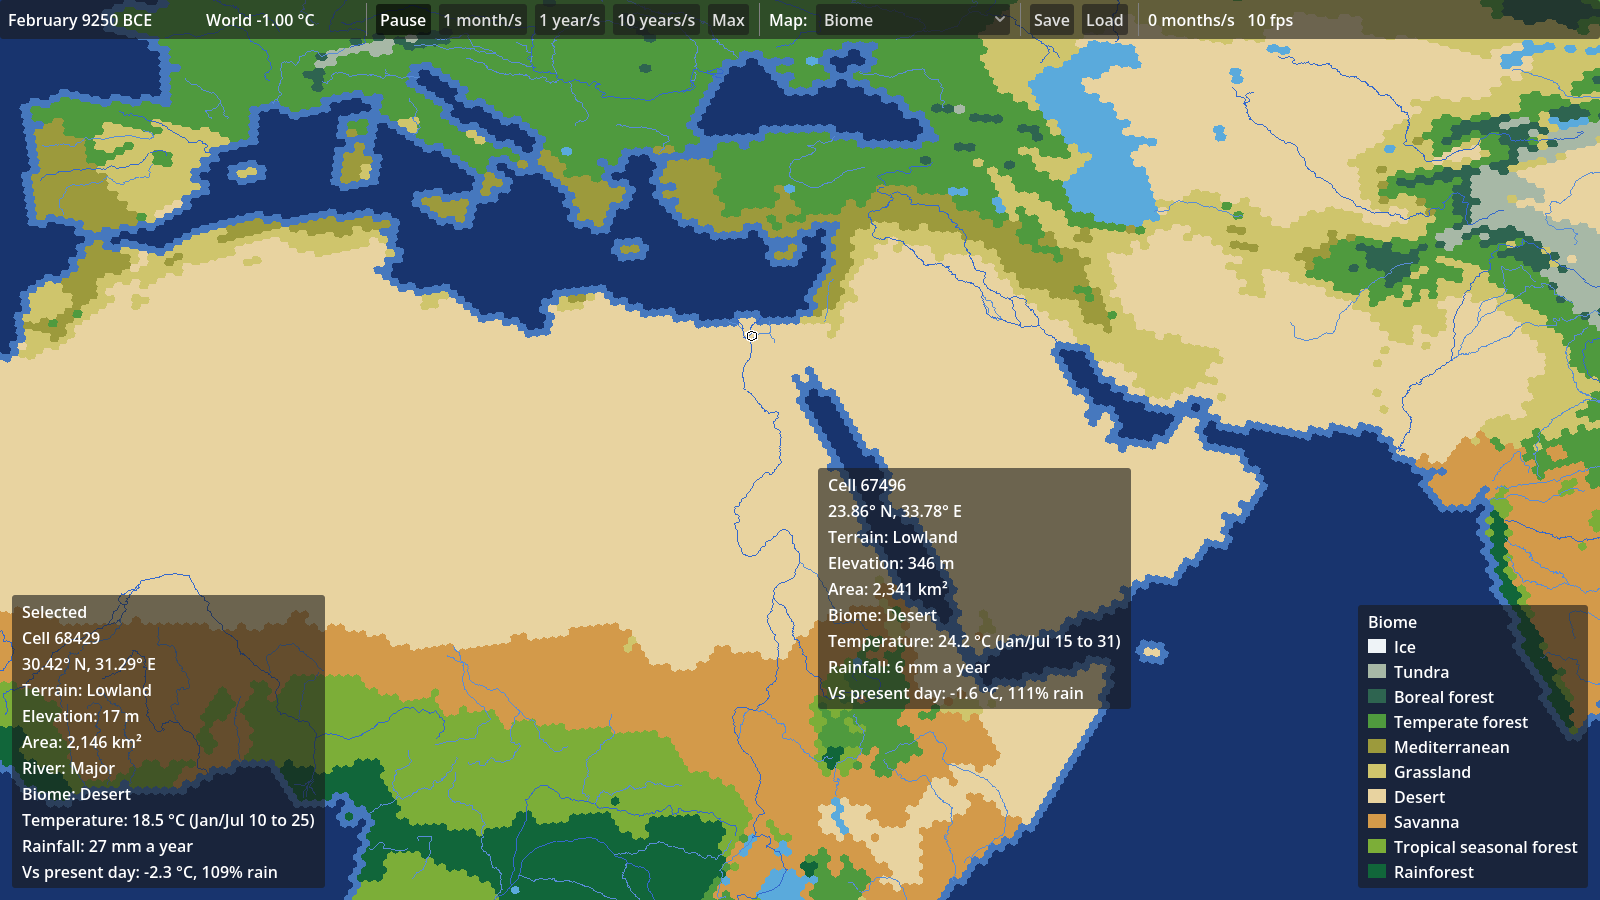 February 9250 BCE World -1.00 °C Pause 1 month/s 1 year/s 10 years/s Max Map: Biome Save Load 0 months/s 10 fps
Cell 67496
23.86° N, 33.78° E
Terrain: Lowland
Elevation: 346 m
Area: 2,341 km²
Biome: Desert
Temperature: 24.2 °C (Jan/Jul 15 to 31)
Rainfall: 6 mm a year
Vs present day: -1.6 °C, 111% rain
Selected
Cell 68429
30.42° N, 31.29° E
Terrain: Lowland
Elevation: 17 m
Area: 2,146 km²
River: Major
Biome: Desert
Temperature: 18.5 °C (Jan/Jul 10 to 25)
Rainfall: 27 mm a year
Vs present day: -2.3 °C, 109% rain
Biome
Ice
Tundra
Boreal forest
Temperate forest
Mediterranean
Grassland
Desert
Savanna
Tropical seasonal forest
Rainforest